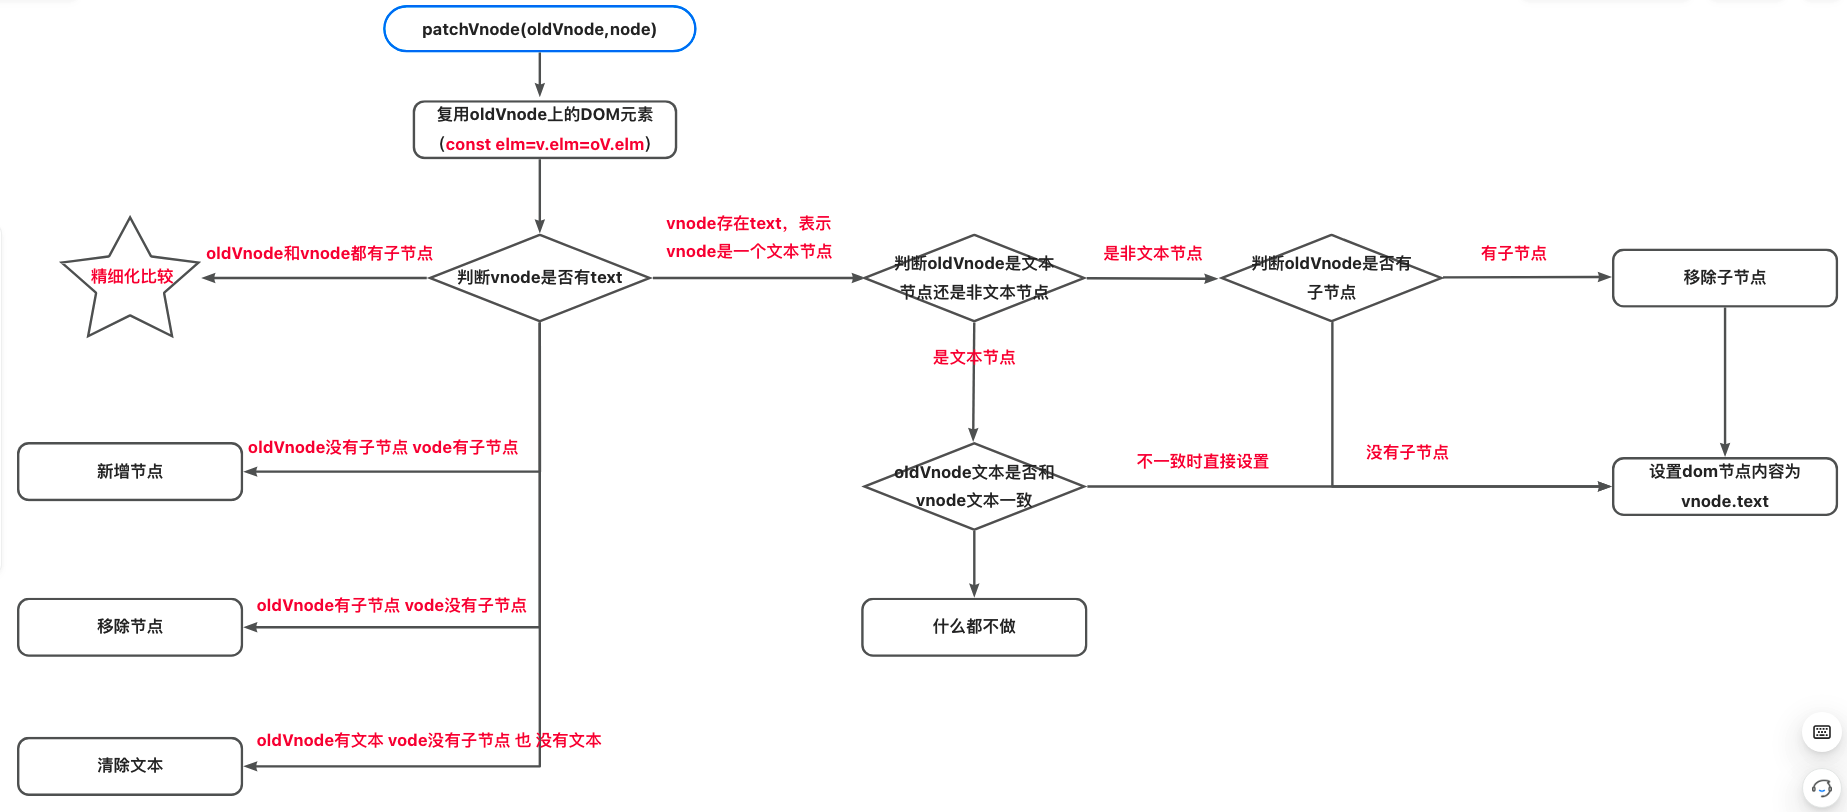 patchVnode(oldVnode,node)
复用oldVnode上的DOM元素
（const elm=v.elm=oV.elm）
vnode存在text，表示
vnode是一个文本节点
oldVnode和vnode都有子节点
精细化比较
判断vnode是否有text
判断oldVnode是文本
节点还是非文本节点
是非文本节点
判断oldVnode是否有
子节点
有子节点
移除子节点
是文本节点
oldVnode没有子节点 vode有子节点
新增节点
oldVnode文本是否和
vnode文本一致
不一致时直接设置
没有子节点
设置dom节点内容为
vnode.text
oldVnode有子节点 vode没有子节点
移除节点
什么都不做
oldVnode有文本 vode没有子节点 也 没有文本
清除文本